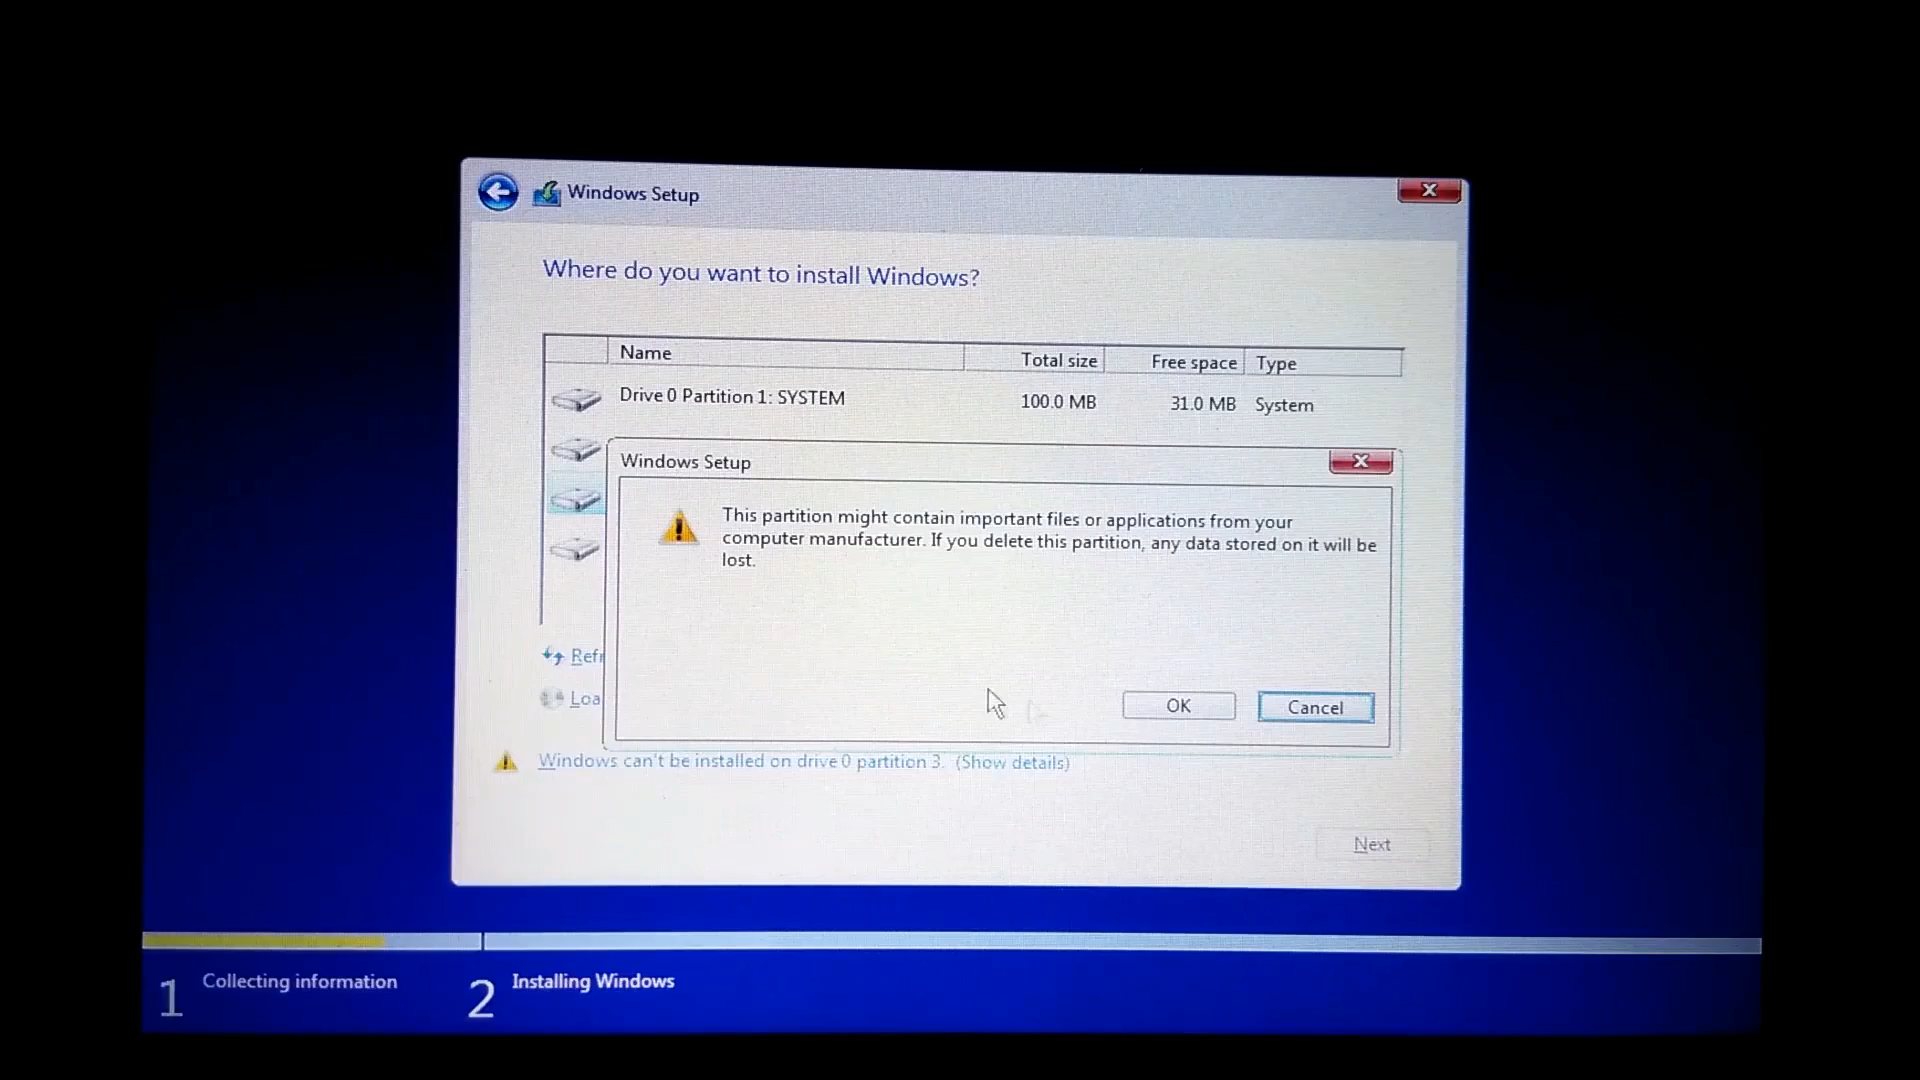 Windows Setup
Where do you want to install Windows?
Name Total size Free space Type
Drive 0 Partition 1: SYSTEM 100.0 MB 31.0 MB System
Windows Setup
This partition might contain important files or applications from your
computer manufacturer. If you delete this partition, any data stored on it will be
lost.
Refr
Loa
OK Cancel
Windows can't be installed on drive 0 partition 3. (Show details)
Next
1 Collecting information 2 Installing Windows